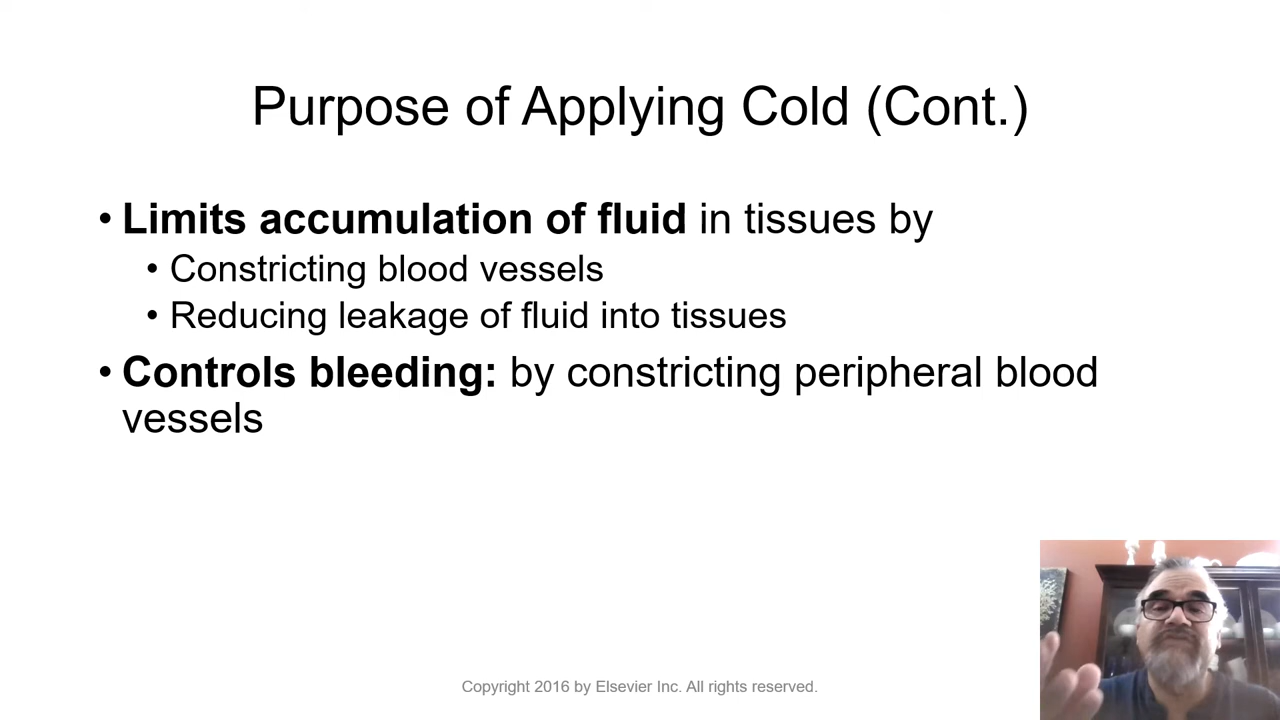 Purpose of Applying Cold (Cont.)
• Limits accumulation of fluid in tissues by
• Constricting blood vessels
• Reducing leakage of fluid into tissues
• Controls bleeding: by constricting peripheral blood
vessels
Copyright 2016 by Elsevier Inc. All rights reserved.